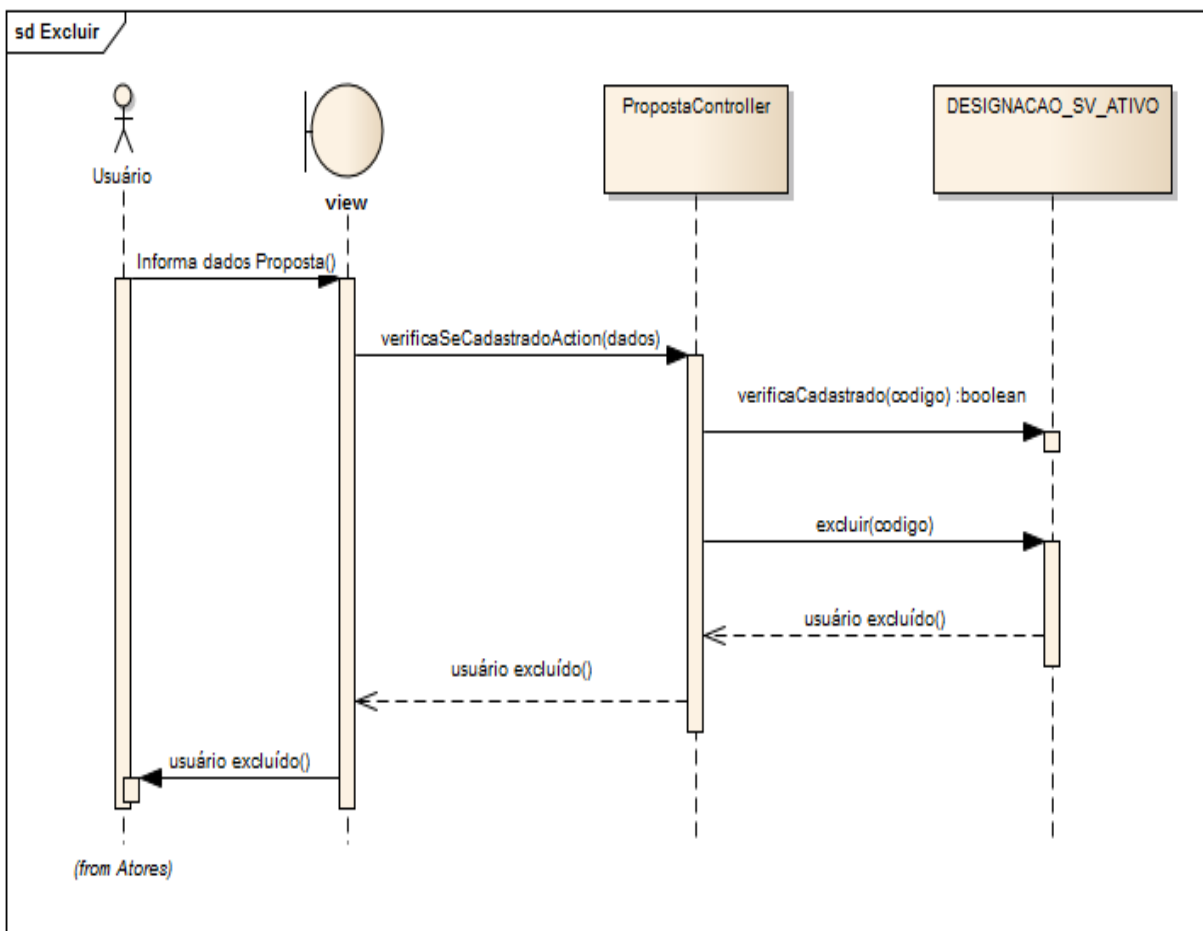 sd Excluir
Usuário
view
PropostaController
DESIGNACAO_SV_ATIVO
Informa dados Proposta()
verificaSeCadastradoAction(dados)
verificaCadastrado(codigo) :boolean
excluir(codigo)
usuário excluído()
usuário excluído()
usuário excluído()
(from Atores)